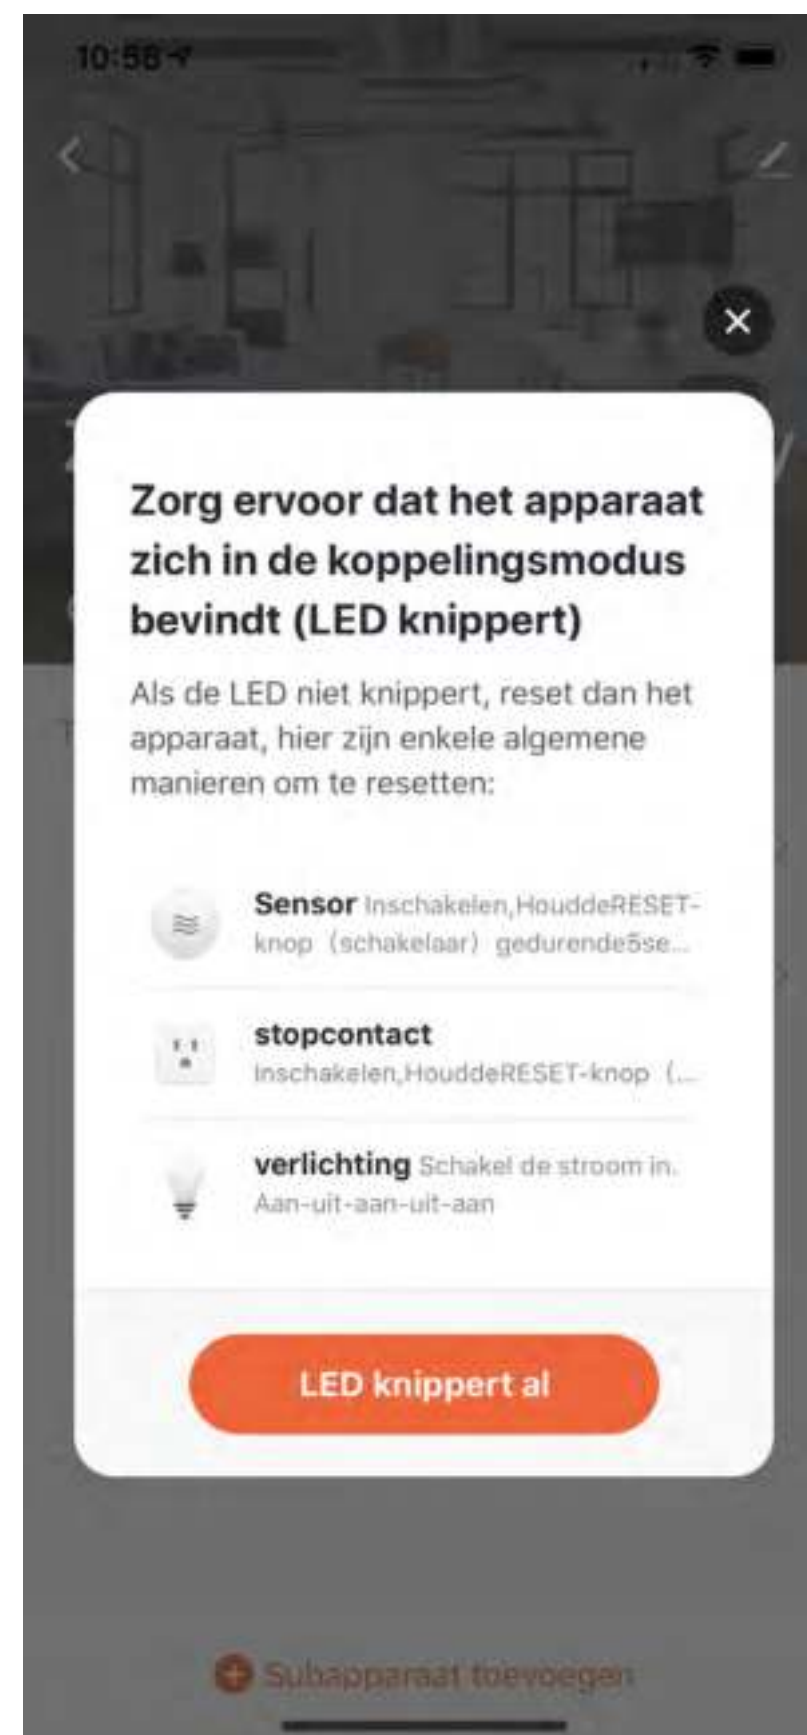 10:58
Zorg ervoor dat het apparaat
zich in de koppelingsmodus
bevindt (LED knippert)
Als de LED niet knippert, reset dan het
apparaat, hier zijn enkele algemene
manieren om te resetten:
Sensor Inschakelen,HouddeRESET-
knop (schakelaar) gedurende5se...
stopcontact
Inschakelen,HouddeRESET-knop (...
verlichting Schakel de stroom in.
Aan-uit-aan-uit-aan
LED knippert al
Subapparaat toevoegen